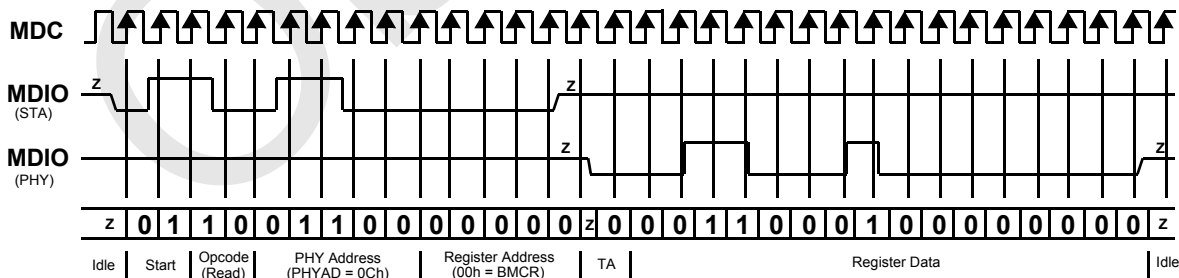 MDC
MDIO
(STA)
z z
MDIO
(PHY)
z z
z 0 1 1 0 0 1 1 0 0 0 0 0 0 0 z 0 0 0 1 1 0 0 0 1 0 0 0 0 0 0 0 0 z
Idle Start Opcode PHY Address Register Address TA Register Data Idle
(Read) (PHYAD = 0Ch) (00h = BMCR)